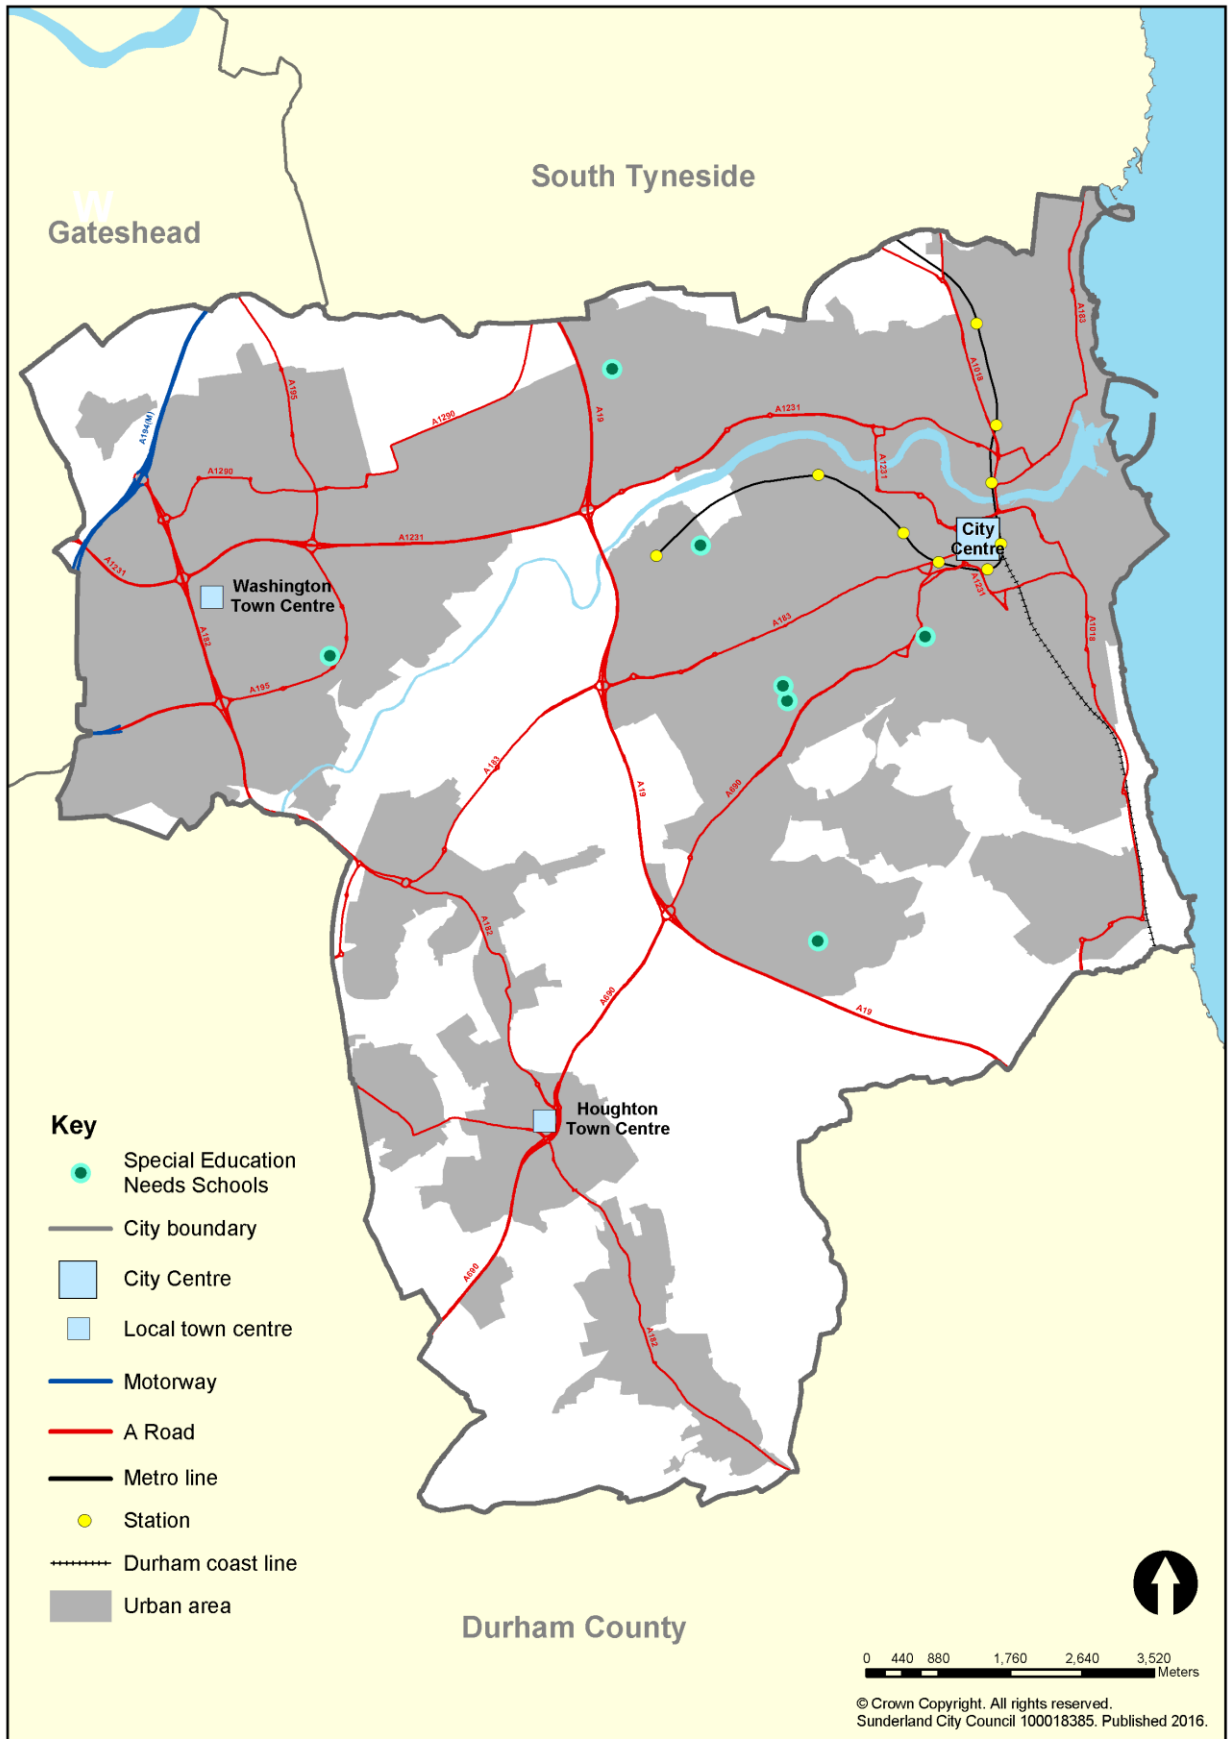 South Tyneside
W
Gateshead
A183
A1018
A195
A194(M)
A1290
A19
A1231
A1290
A1231
A1231
City
Centre
A1231
Washington
Town Centre
A1231
A182
A183
A1018
A195
A183
A19
A690
A182
A690
A19
Houghton
Town Centre
A690
A182
Key
Special Education
Needs Schools
City boundary
City Centre
Local town centre
Motorway
A Road
Metro line
Station
Durham coast line
Urban area
Durham County
0 440 880 1,760 2,640 3,520
Meters
© Crown Copyright. All rights reserved.
Sunderland City Council 100018385. Published 2016.